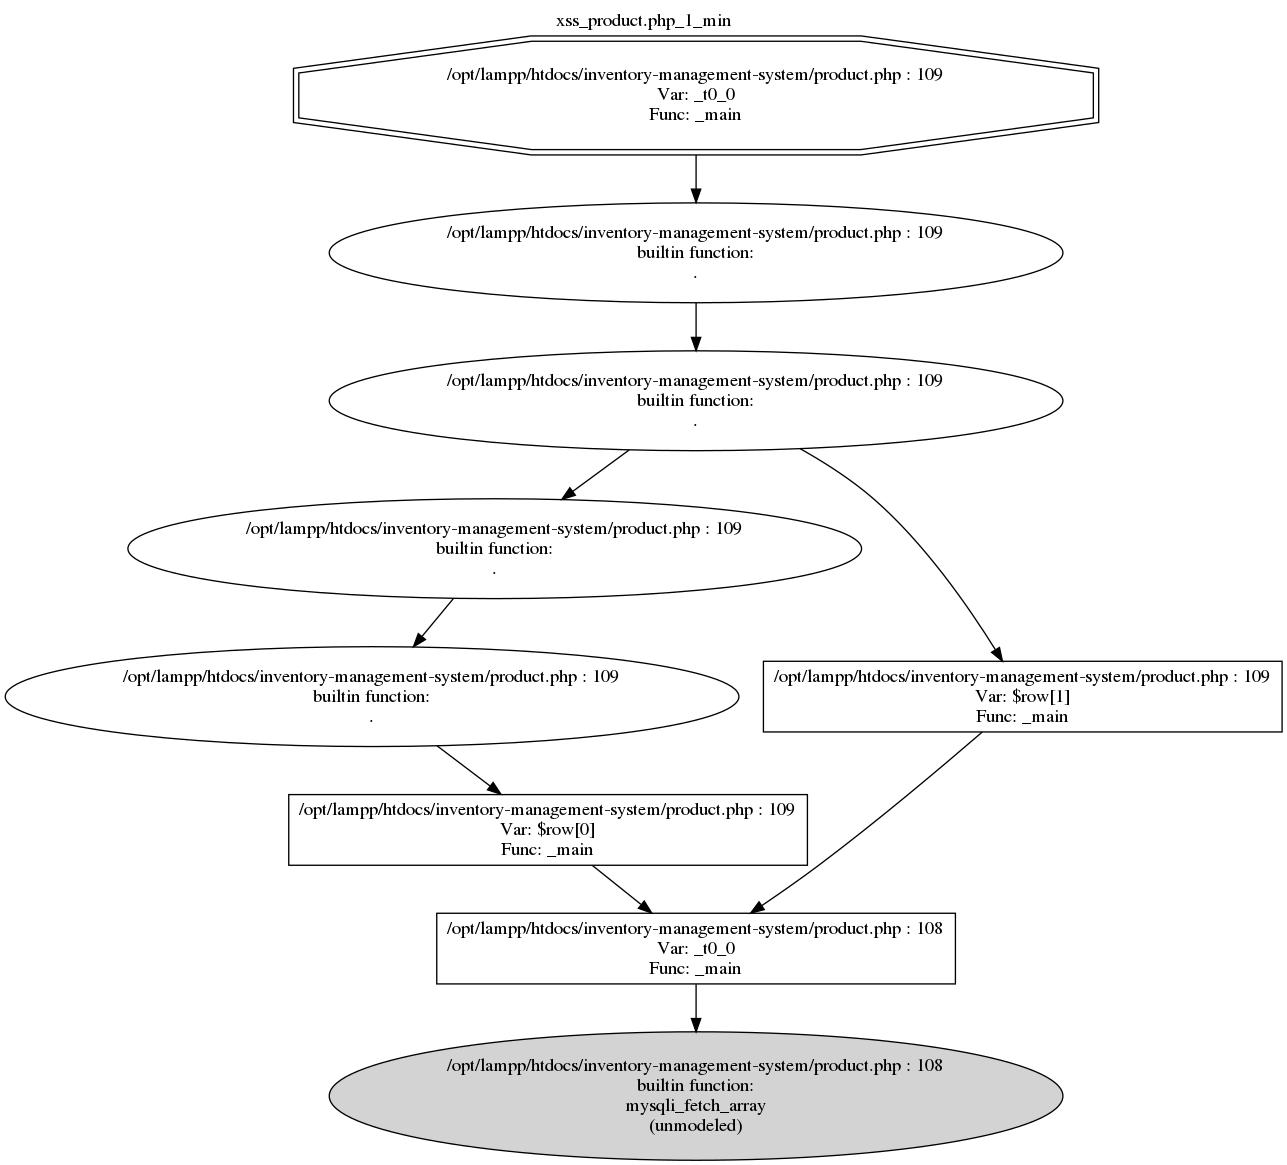 xss_product.php_1_min
/opt/lampp/htdocs/inventory-management-system/product.php : 109
Var: _t0_0
Func: _main
/opt/lampp/htdocs/inventory-management-system/product.php : 109
builtin function:
.
/opt/lampp/htdocs/inventory-management-system/product.php : 109
builtin function:
.
/opt/lampp/htdocs/inventory-management-system/product.php : 109
builtin function:
.
/opt/lampp/htdocs/inventory-management-system/product.php : 109
builtin function:
.
/opt/lampp/htdocs/inventory-management-system/product.php : 109
Var: $row[1]
Func: _main
/opt/lampp/htdocs/inventory-management-system/product.php : 109
Var: $row[0]
Func: _main
/opt/lampp/htdocs/inventory-management-system/product.php : 108
Var: _t0_0
Func: _main
/opt/lampp/htdocs/inventory-management-system/product.php : 108
builtin function:
mysqli_fetch_array
(unmodeled)